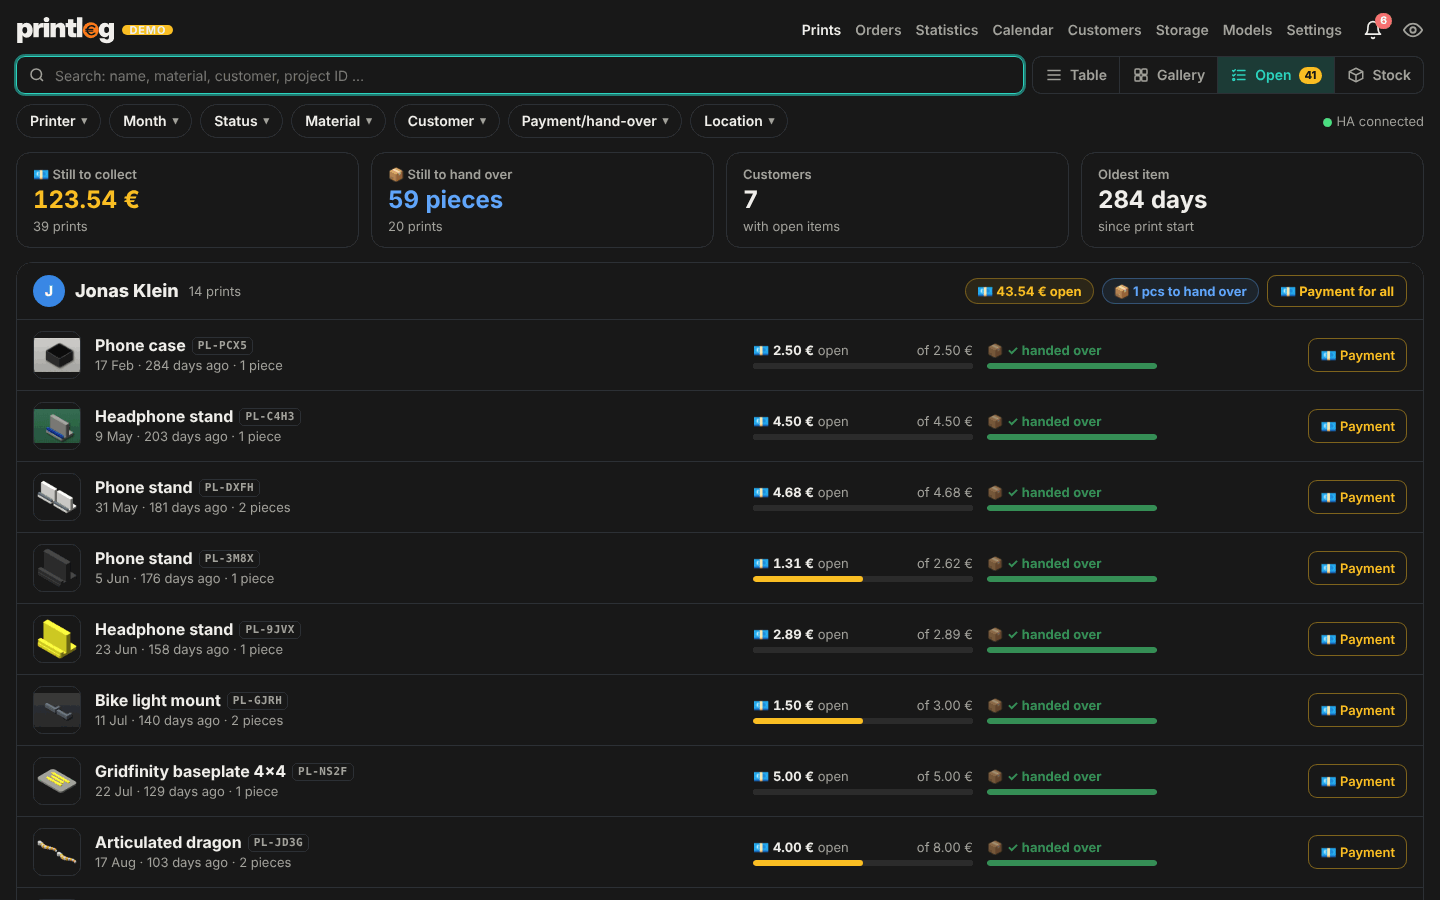 printlog DEMO
Prints Orders Statistics Calendar Customers Storage Models Settings 6
Search: name, material, customer, project ID ...
Table Gallery Open 41 Stock
Printer ▾ Month ▾ Status ▾ Material ▾ Customer ▾ Payment/hand-over ▾ Location ▾
HA connected
Still to collect
123.54 €
39 prints
Still to hand over
59 pieces
20 prints
Customers
7
with open items
Oldest item
284 days
since print start
J Jonas Klein 14 prints
43.54 € open 1 pcs to hand over Payment for all
Phone case PL-PCX5
17 Feb · 284 days ago · 1 piece
2.50 € open of 2.50 € ✓ handed over Payment
Headphone stand PL-C4H3
9 May · 203 days ago · 1 piece
4.50 € open of 4.50 € ✓ handed over Payment
Phone stand PL-DXFH
31 May · 181 days ago · 2 pieces
4.68 € open of 4.68 € ✓ handed over Payment
Phone stand PL-3M8X
5 Jun · 176 days ago · 1 piece
1.31 € open of 2.62 € ✓ handed over Payment
Headphone stand PL-9JVX
23 Jun · 158 days ago · 1 piece
2.89 € open of 2.89 € ✓ handed over Payment
Bike light mount PL-GJRH
11 Jul · 140 days ago · 2 pieces
1.50 € open of 3.00 € ✓ handed over Payment
Gridfinity baseplate 4×4 PL-NS2F
22 Jul · 129 days ago · 1 piece
5.00 € open of 5.00 € ✓ handed over Payment
Articulated dragon PL-JD3G
17 Aug · 103 days ago · 2 pieces
4.00 € open of 8.00 € ✓ handed over Payment